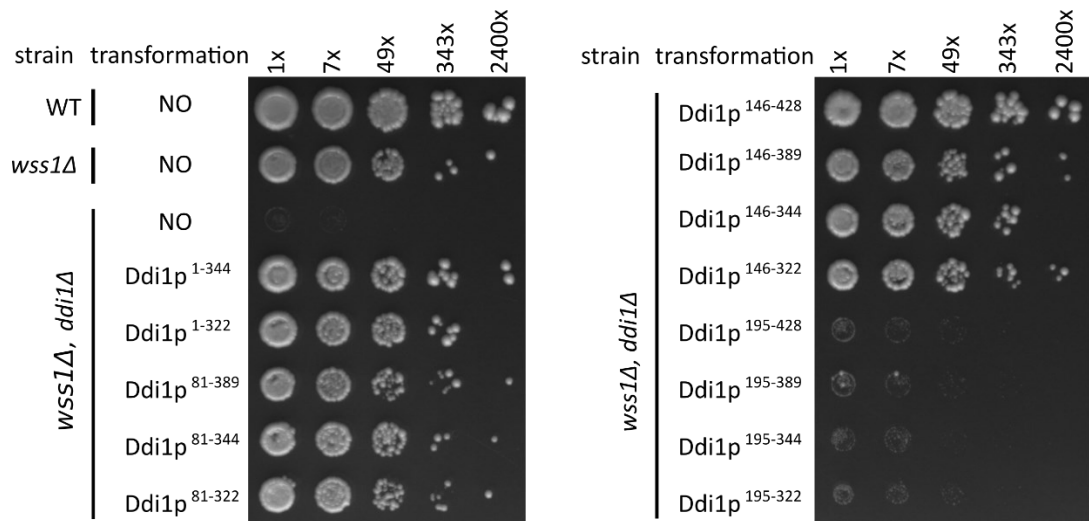 strain transformation 1x 7x 49x 343x 2400x
WT NO
wss1Δ NO
wss1Δ, ddi1Δ
NO
Ddi1p 1-344
Ddi1p 1-322
Ddi1p 81-389
Ddi1p 81-344
Ddi1p 81-322
strain transformation 1x 7x 49x 343x 2400x
wss1Δ, ddi1Δ
Ddi1p 146-428
Ddi1p 146-389
Ddi1p 146-344
Ddi1p 146-322
Ddi1p 195-428
Ddi1p 195-389
Ddi1p 195-344
Ddi1p 195-322